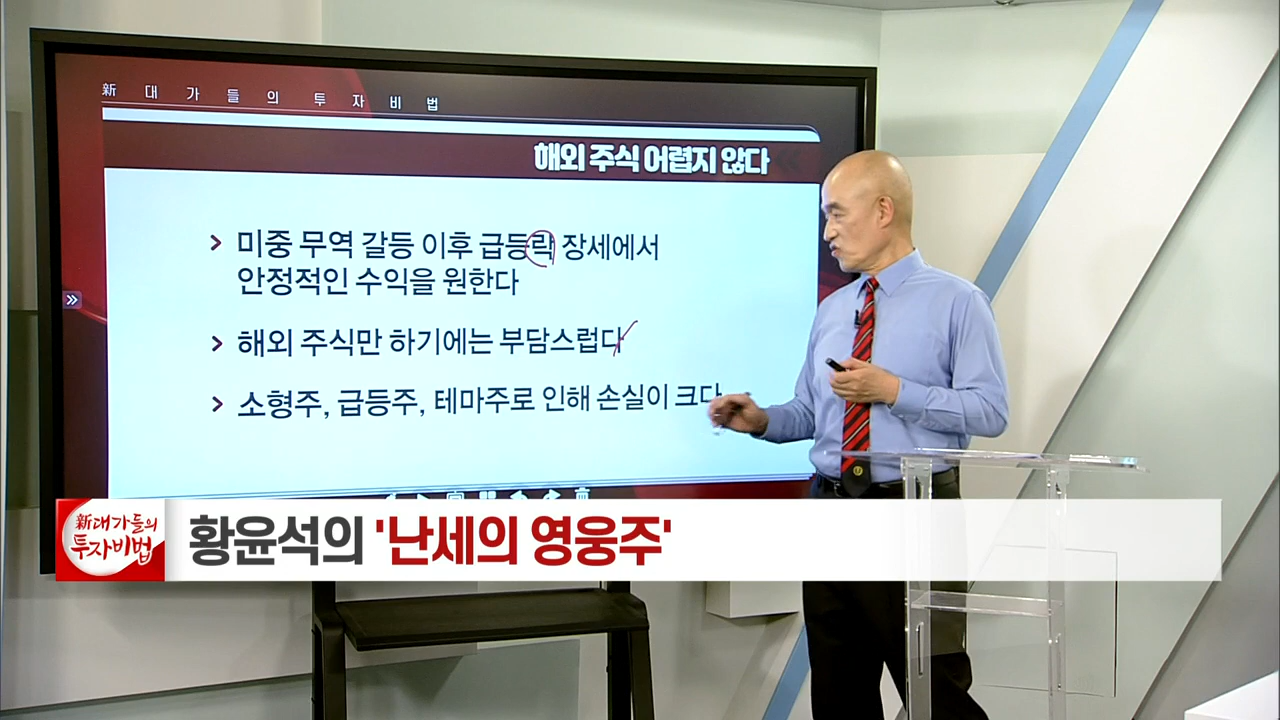 新대가들의 투자비법
해외 주식 어렵지 않다
미중 무역 갈등 이후 급등락 장세에서
안정적인 수익을 원한다
해외 주식만 하기에는 부담스럽다
소형주, 급등주, 테마주로 인해 손실이 크다
新대가들의
투자비법
황윤석의 '난세의 영웅주'